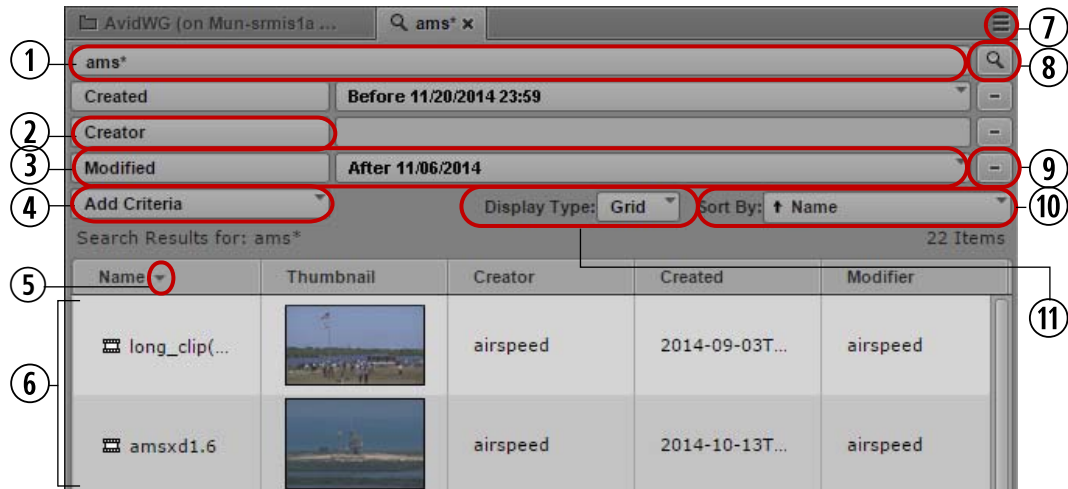 AvidWG (on Mun-srmis1a ...
ams* x
7
1
ams*
8
Created
Before 11/20/2014 23:59
-
2
Creator
-
3
Modified
After 11/06/2014
-
9
4
Add Criteria
Display Type: Grid
Sort By: Name
10
Search Results for: ams*
22 Items
5
Name
Thumbnail
Creator
Created
Modifier
11
6
long_clip(...
airspeed
2014-09-03T...
airspeed
amsxd1.6
airspeed
2014-10-13T...
airspeed